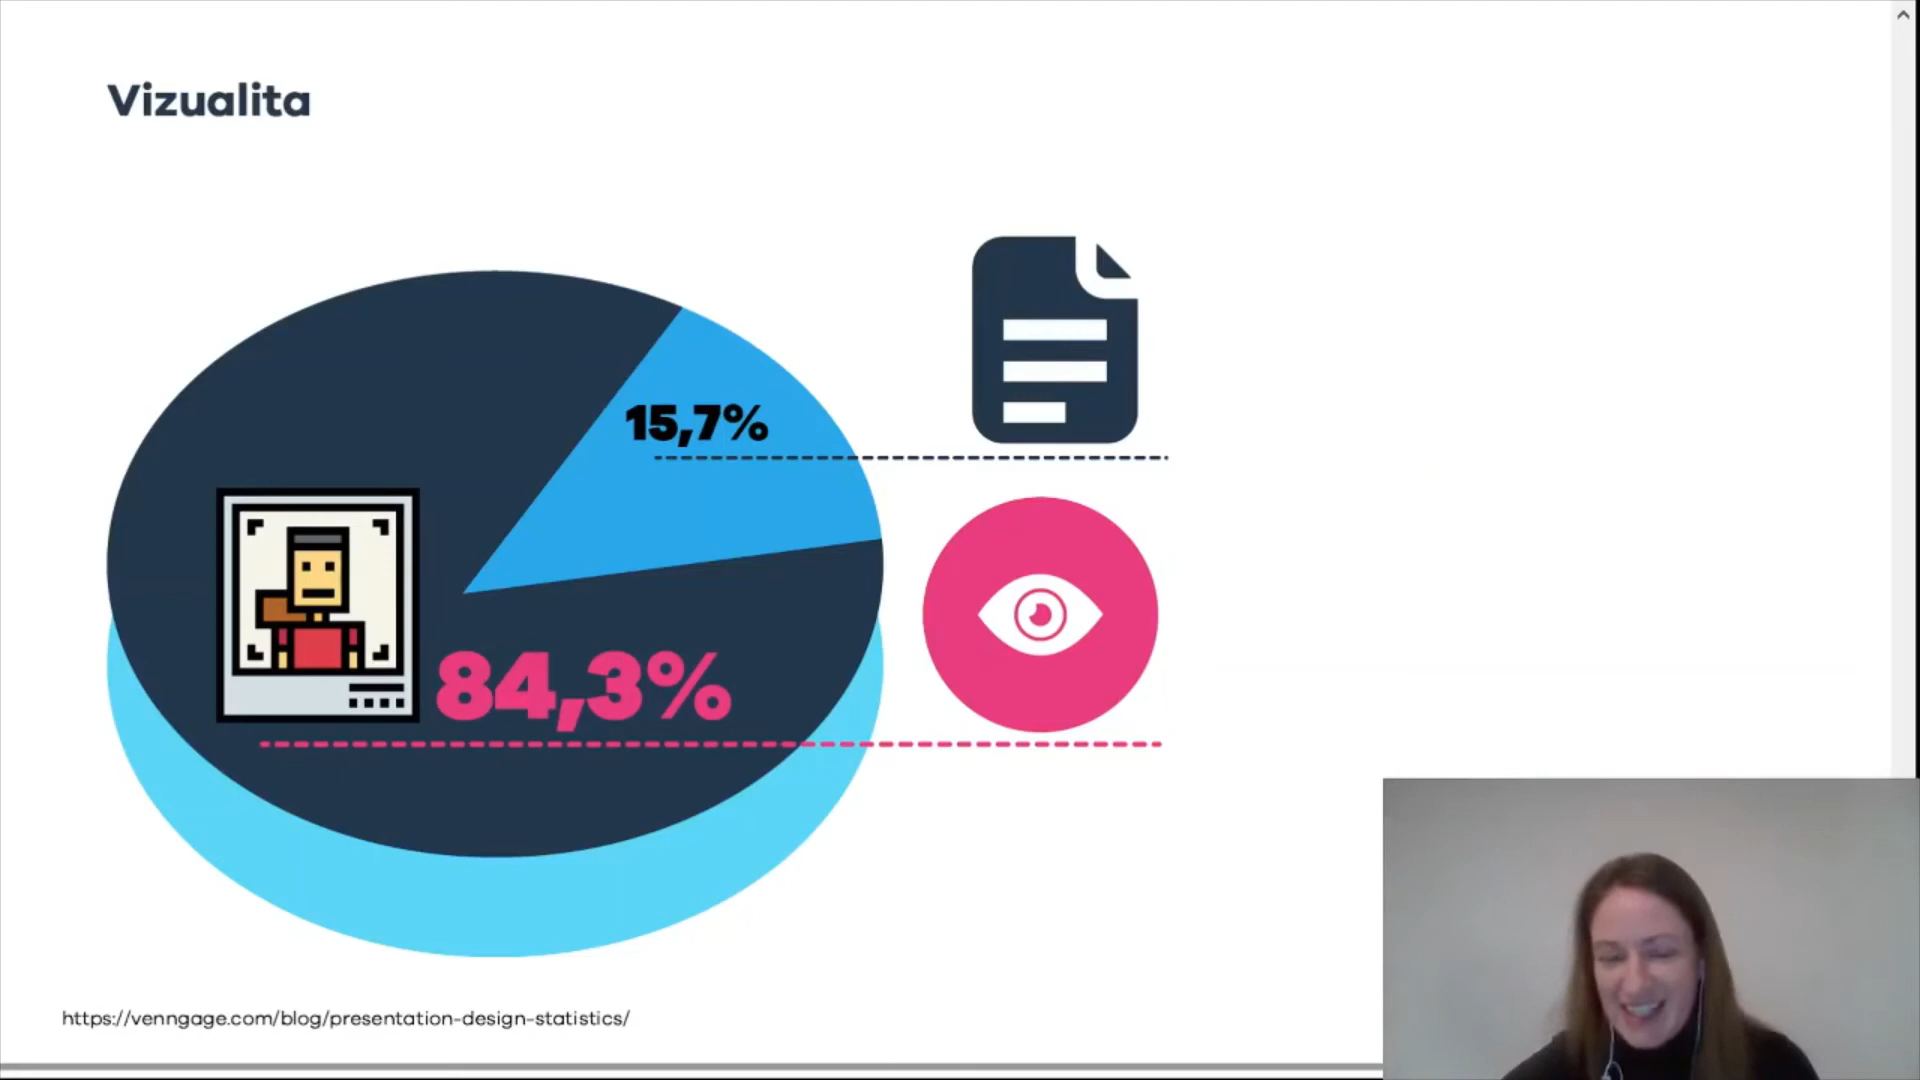 Vizualita
15,7%
84,3%
https://venngage.com/blog/presentation-design-statistics/